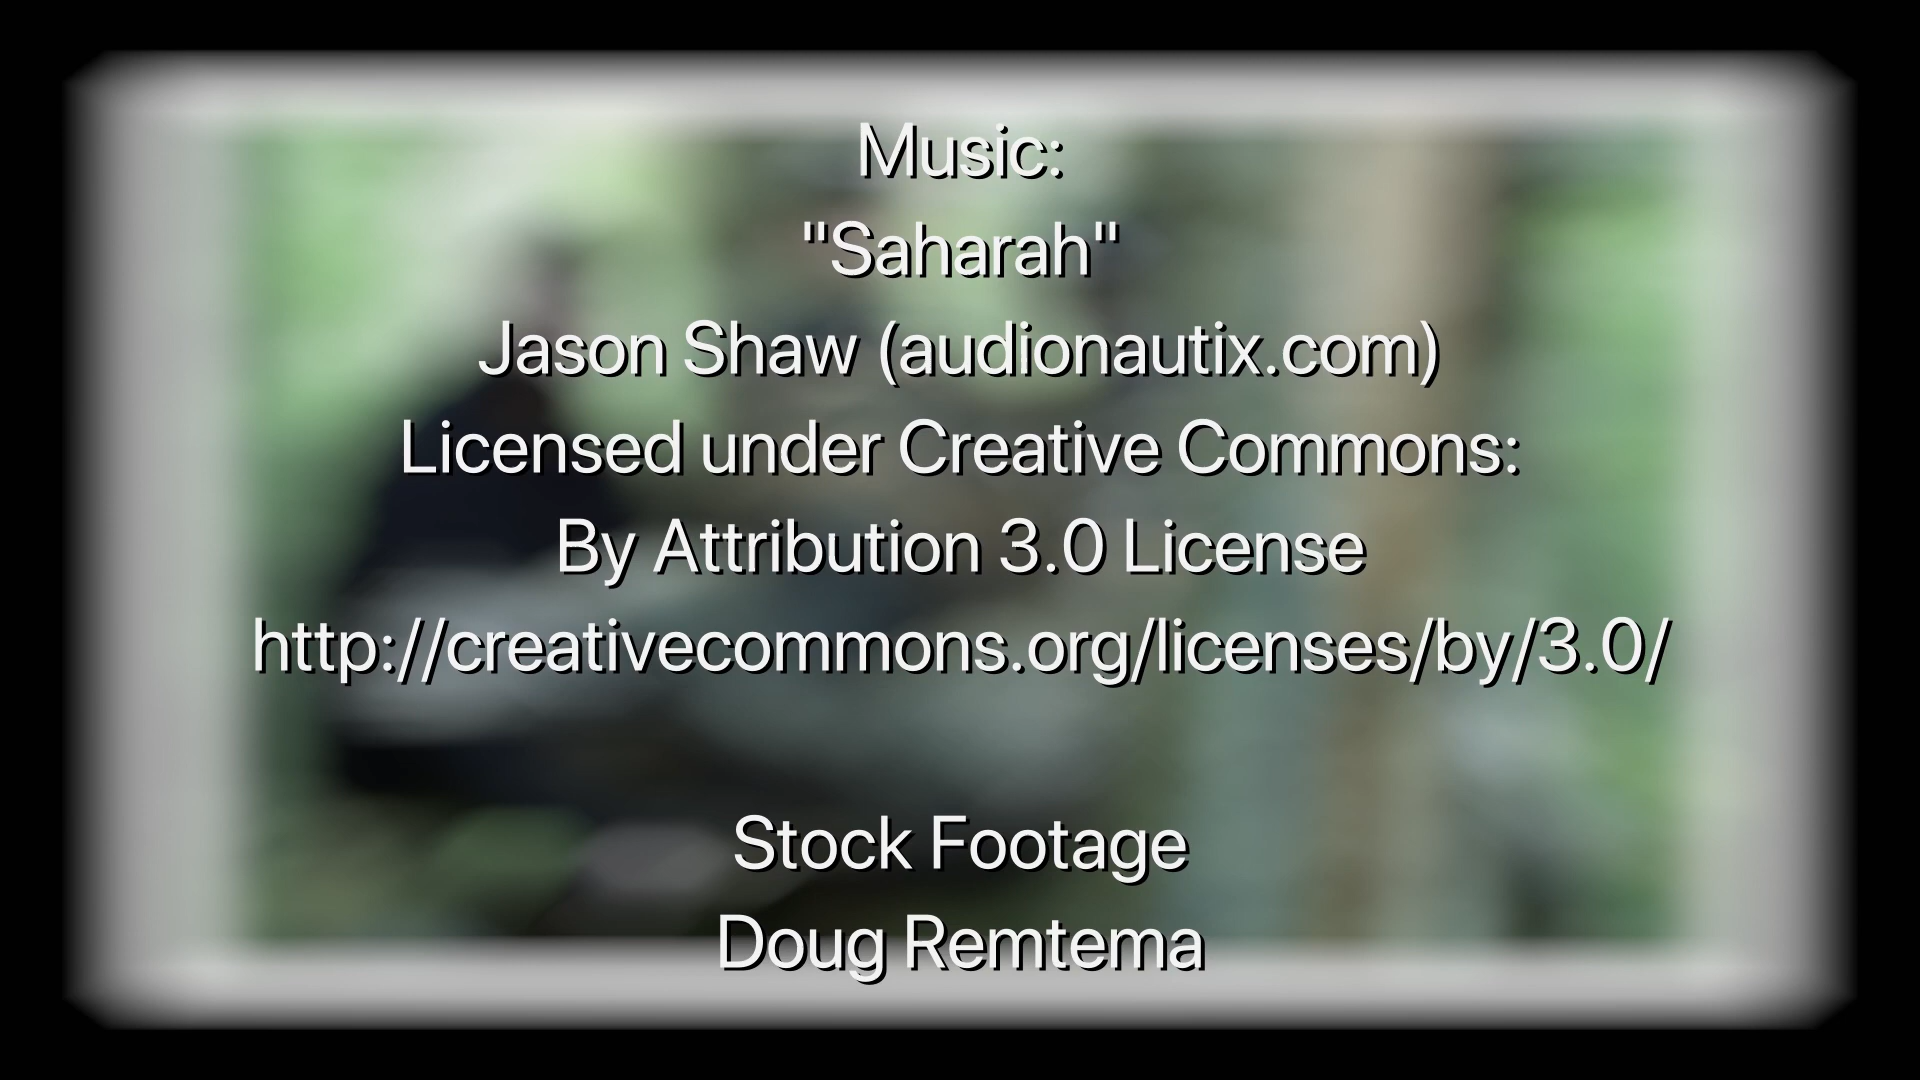 Music:
"Saharah"
Jason Shaw (audionautix.com)
Licensed under Creative Commons:
By Attribution 3.0 License
http://creativecommons.org/licenses/by/3.0/
Stock Footage
Doug Remtema